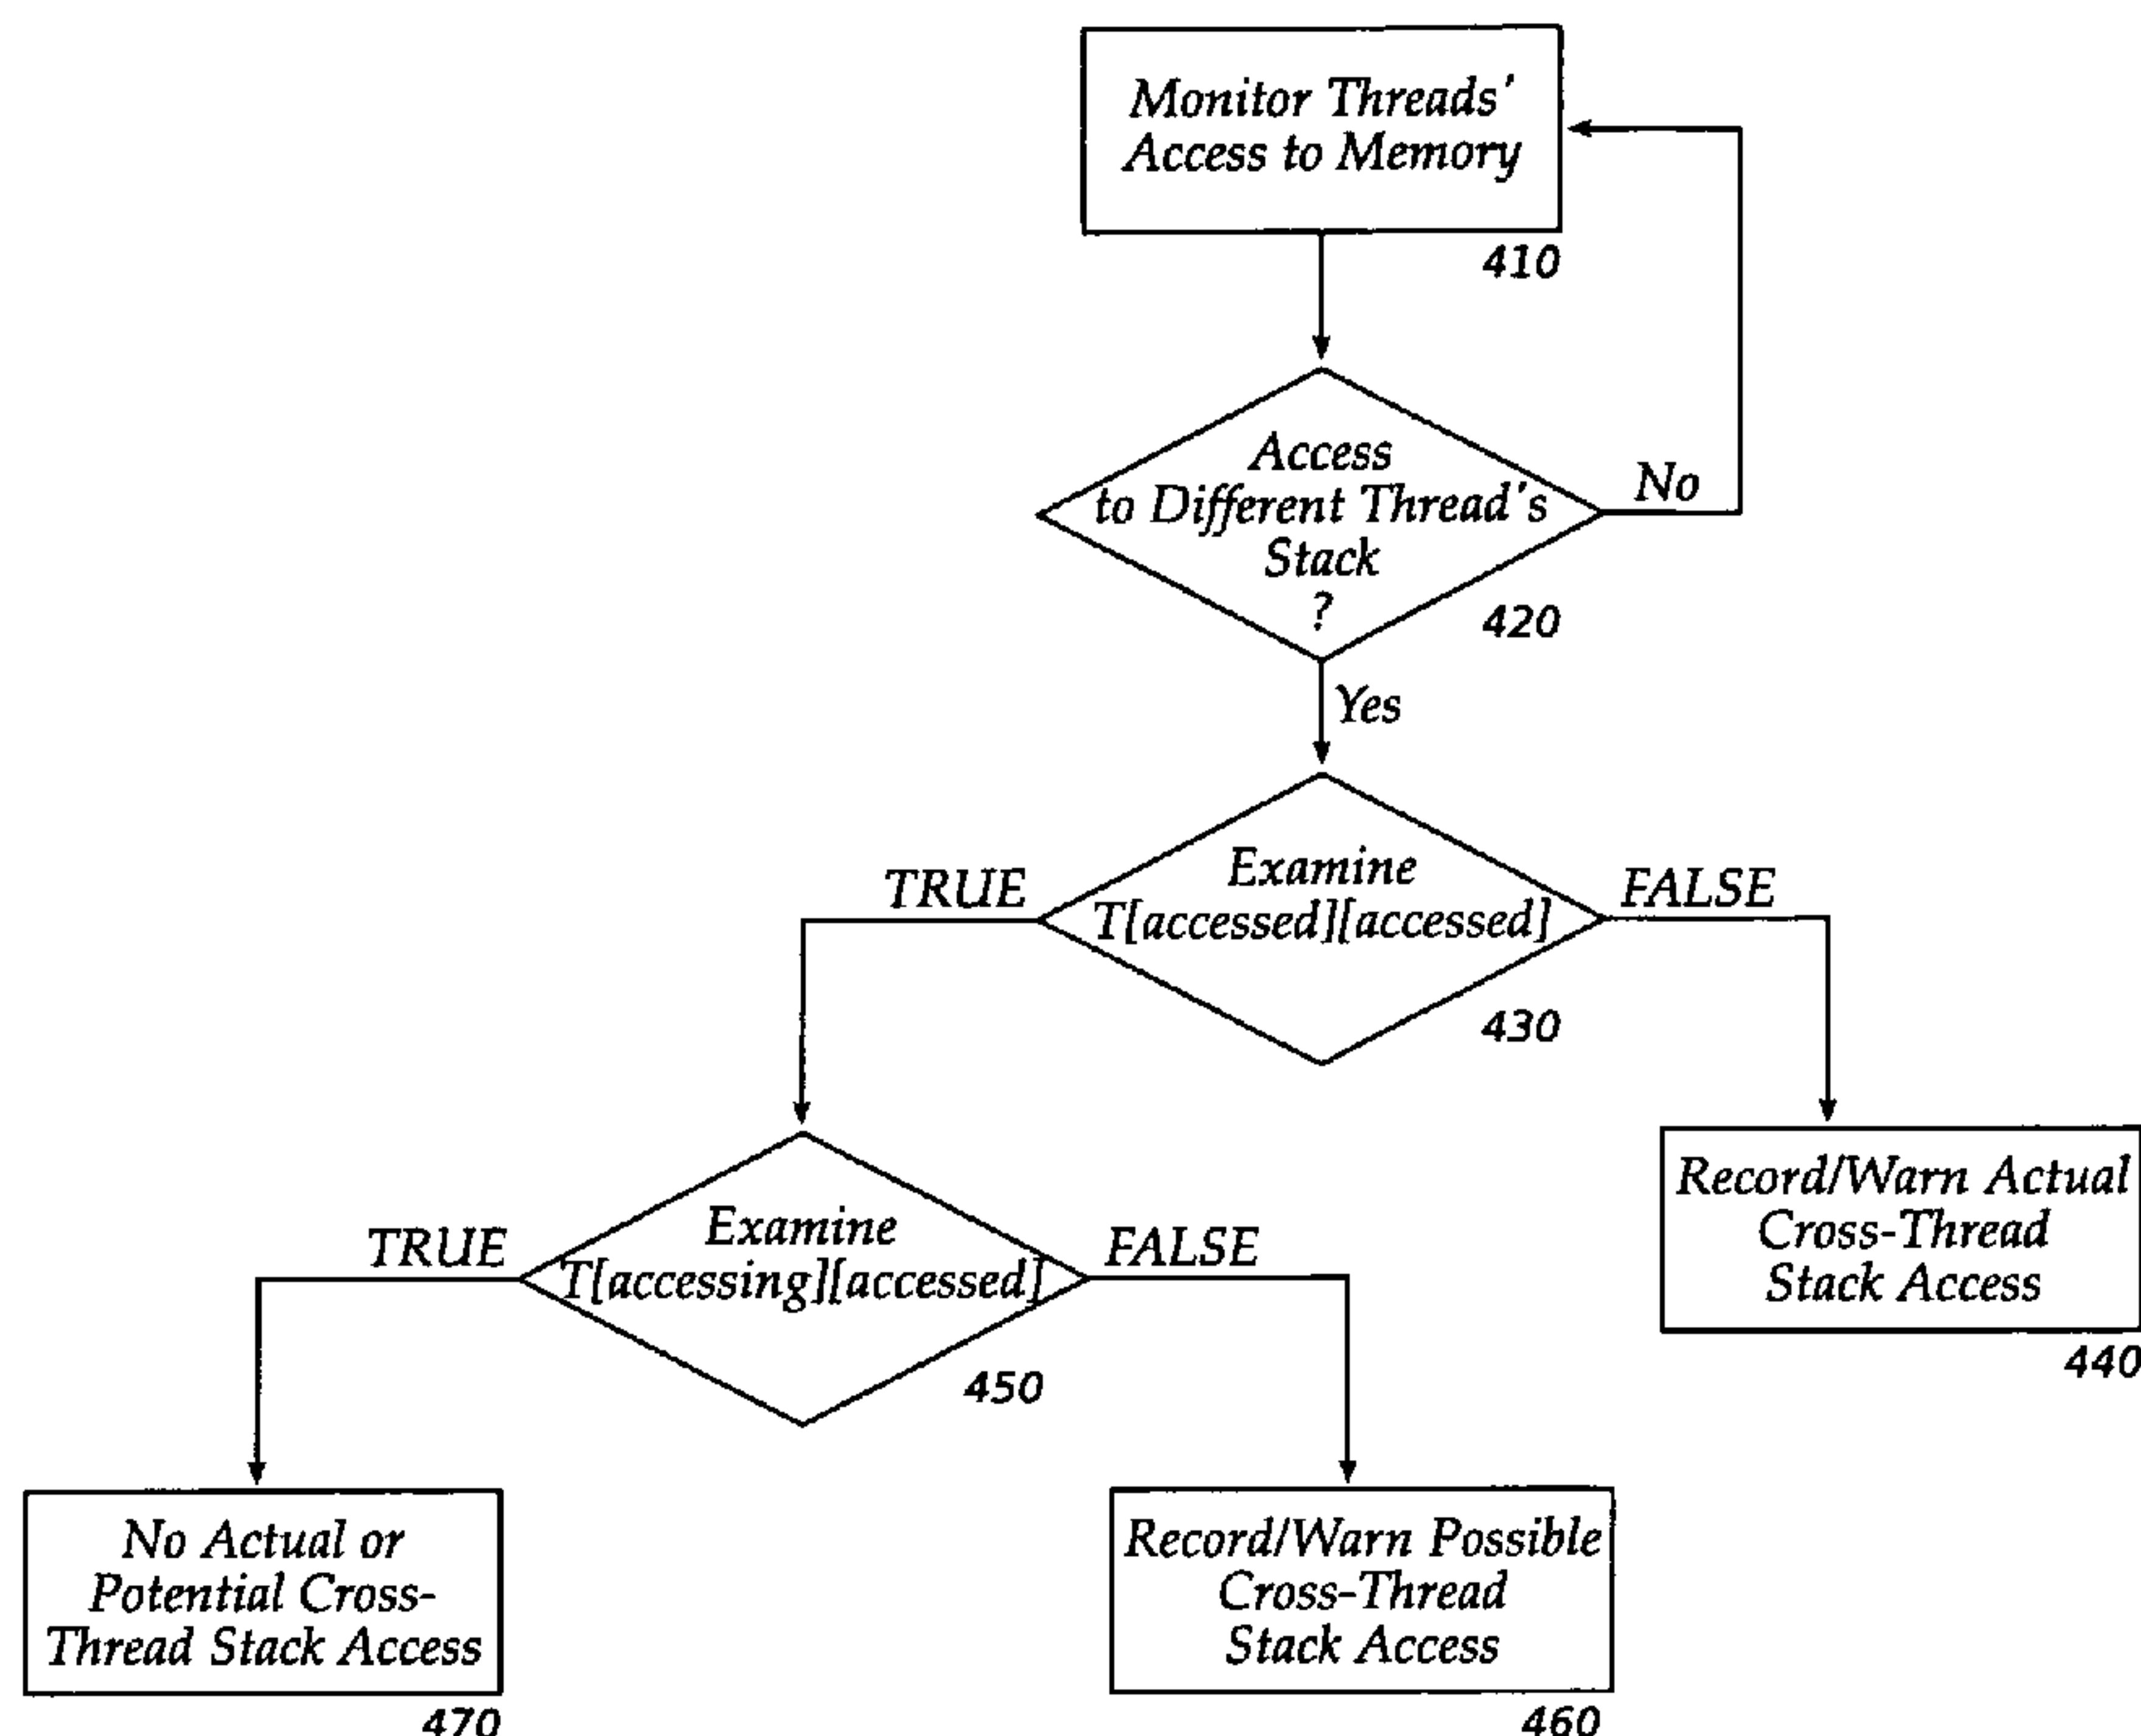 Monitor Threads'
Access to Memory
410
Access
to Different Thread's
Stack
?
No
420
Yes
Examine
T[accessed][accessed]
TRUE
FALSE
430
Record/Warn Actual
Cross-Thread
Stack Access
440
Examine
T[accessing][accessed]
TRUE
FALSE
450
No Actual or
Potential Cross-
Thread Stack Access
470
Record/Warn Possible
Cross-Thread
Stack Access
460